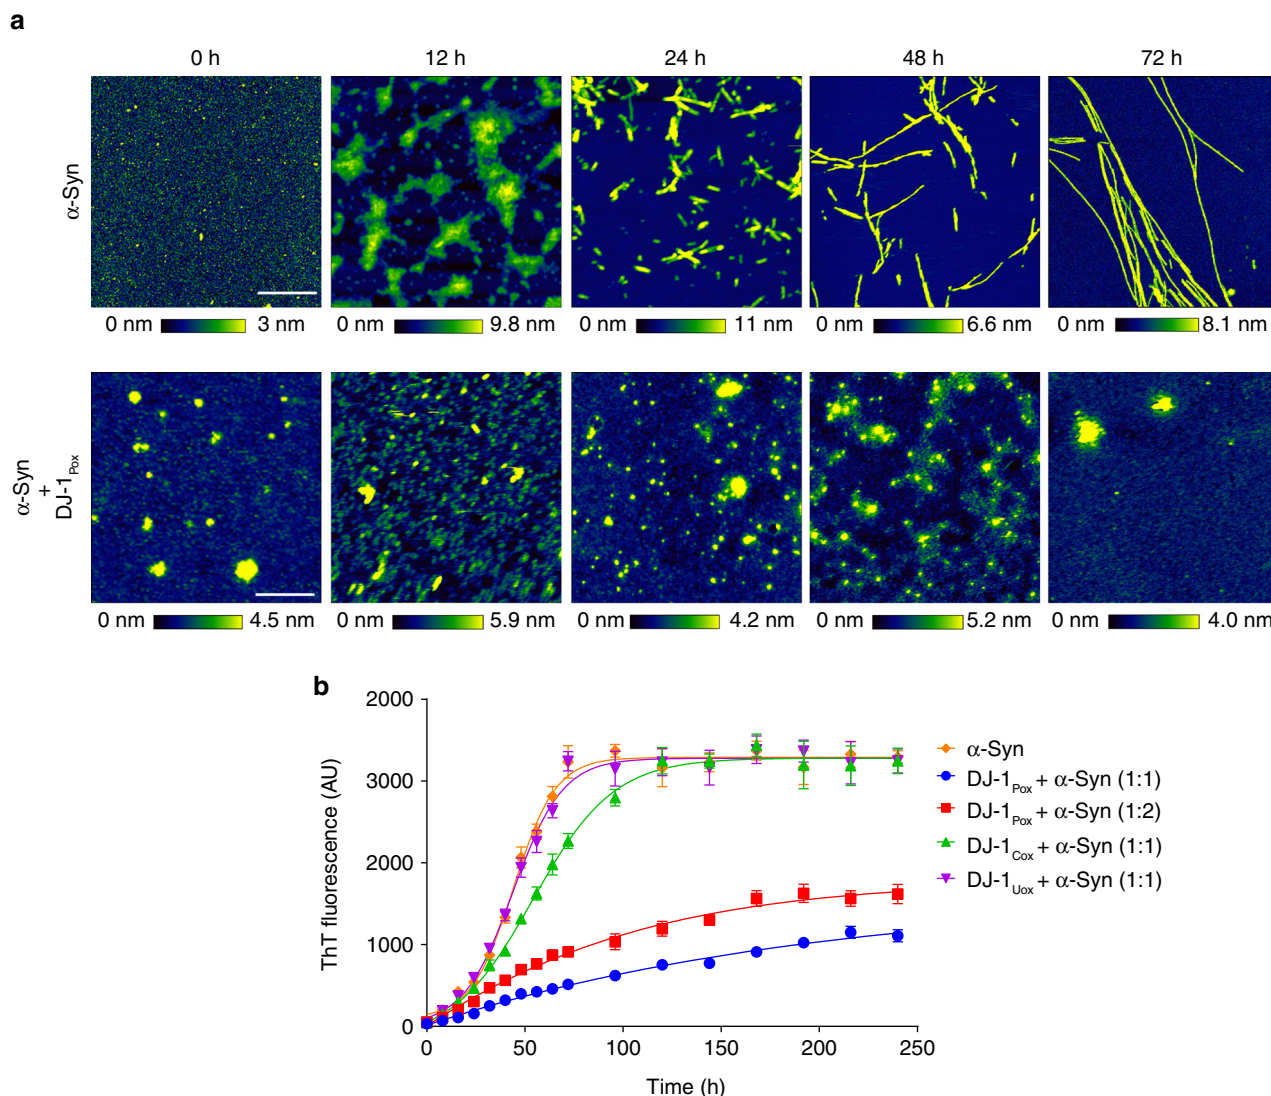 a
0 h 12 h 24 h 48 h 72 h
α-Syn
0 nm 3 nm 0 nm 9.8 nm 0 nm 11 nm 0 nm 6.6 nm 0 nm 8.1 nm
α-Syn
+
DJ-1Pox
0 nm 4.5 nm 0 nm 5.9 nm 0 nm 4.2 nm 0 nm 5.2 nm 0 nm 4.0 nm
b
ThT fluorescence (AU)
2000
3000
2000
1000
0
0 50 100 150 200 250
Time (h)
α-Syn
DJ-1Pox + α-Syn (1:1)
DJ-1Pox + α-Syn (1:2)
DJ-1Cox + α-Syn (1:1)
DJ-1Uox + α-Syn (1:1)